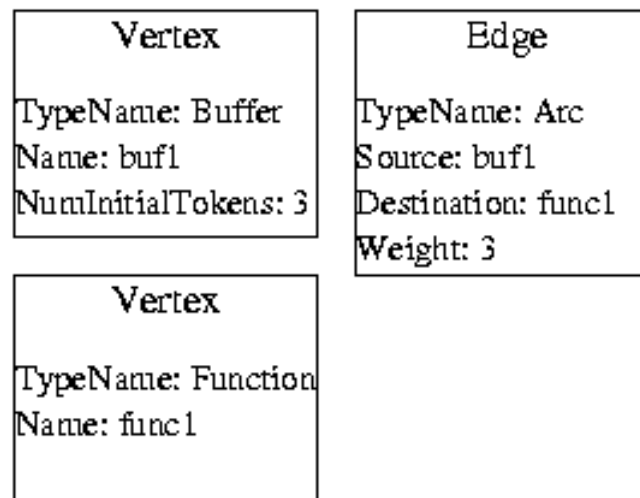 Vertex
TypeName: Buffer
Name: buf1
NumInitialTokens: 3
Edge
TypeName: Arc
Source: buf1
Destination: func1
Weight: 3
Vertex
TypeName: Function
Name: func1